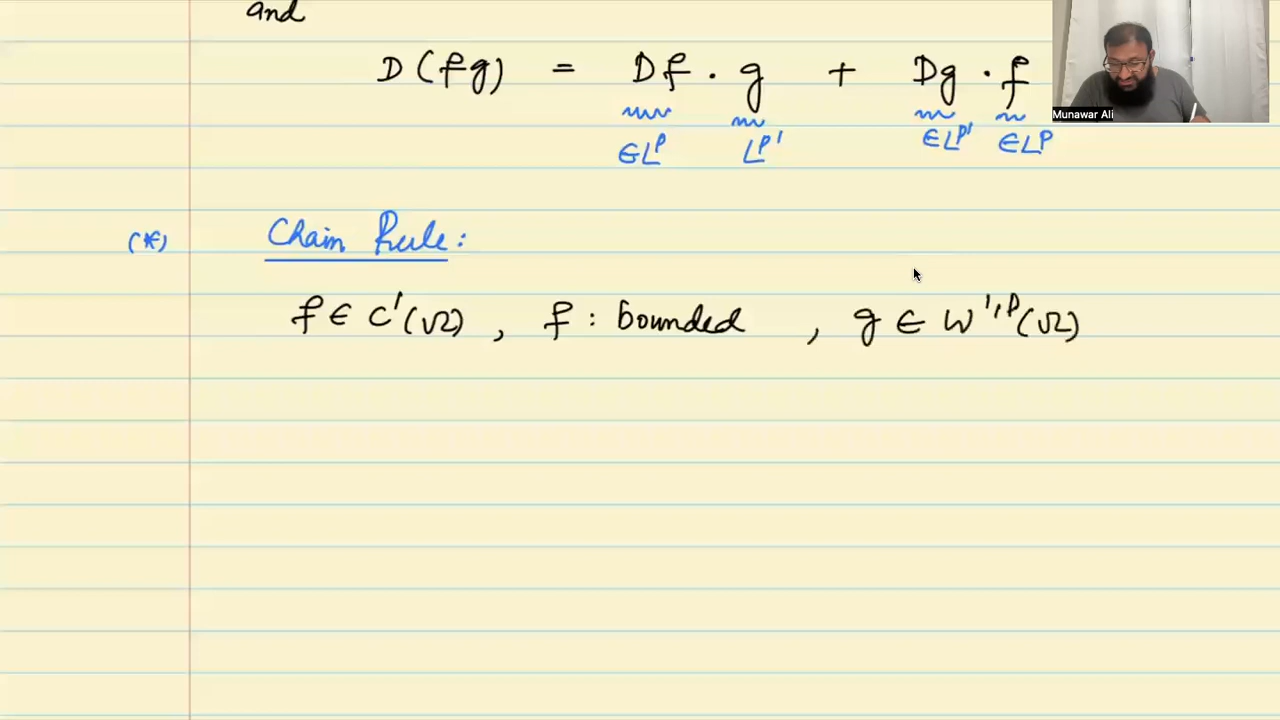 and
D(fg) = Df · g + Dg · f
∈L^p L^p' ∈L^p' ∈L^p
Munawar Ali
(*) Chain Rule:
f ∈ C'(Ω), f : bounded, g ∈ W^{1,p}(Ω)